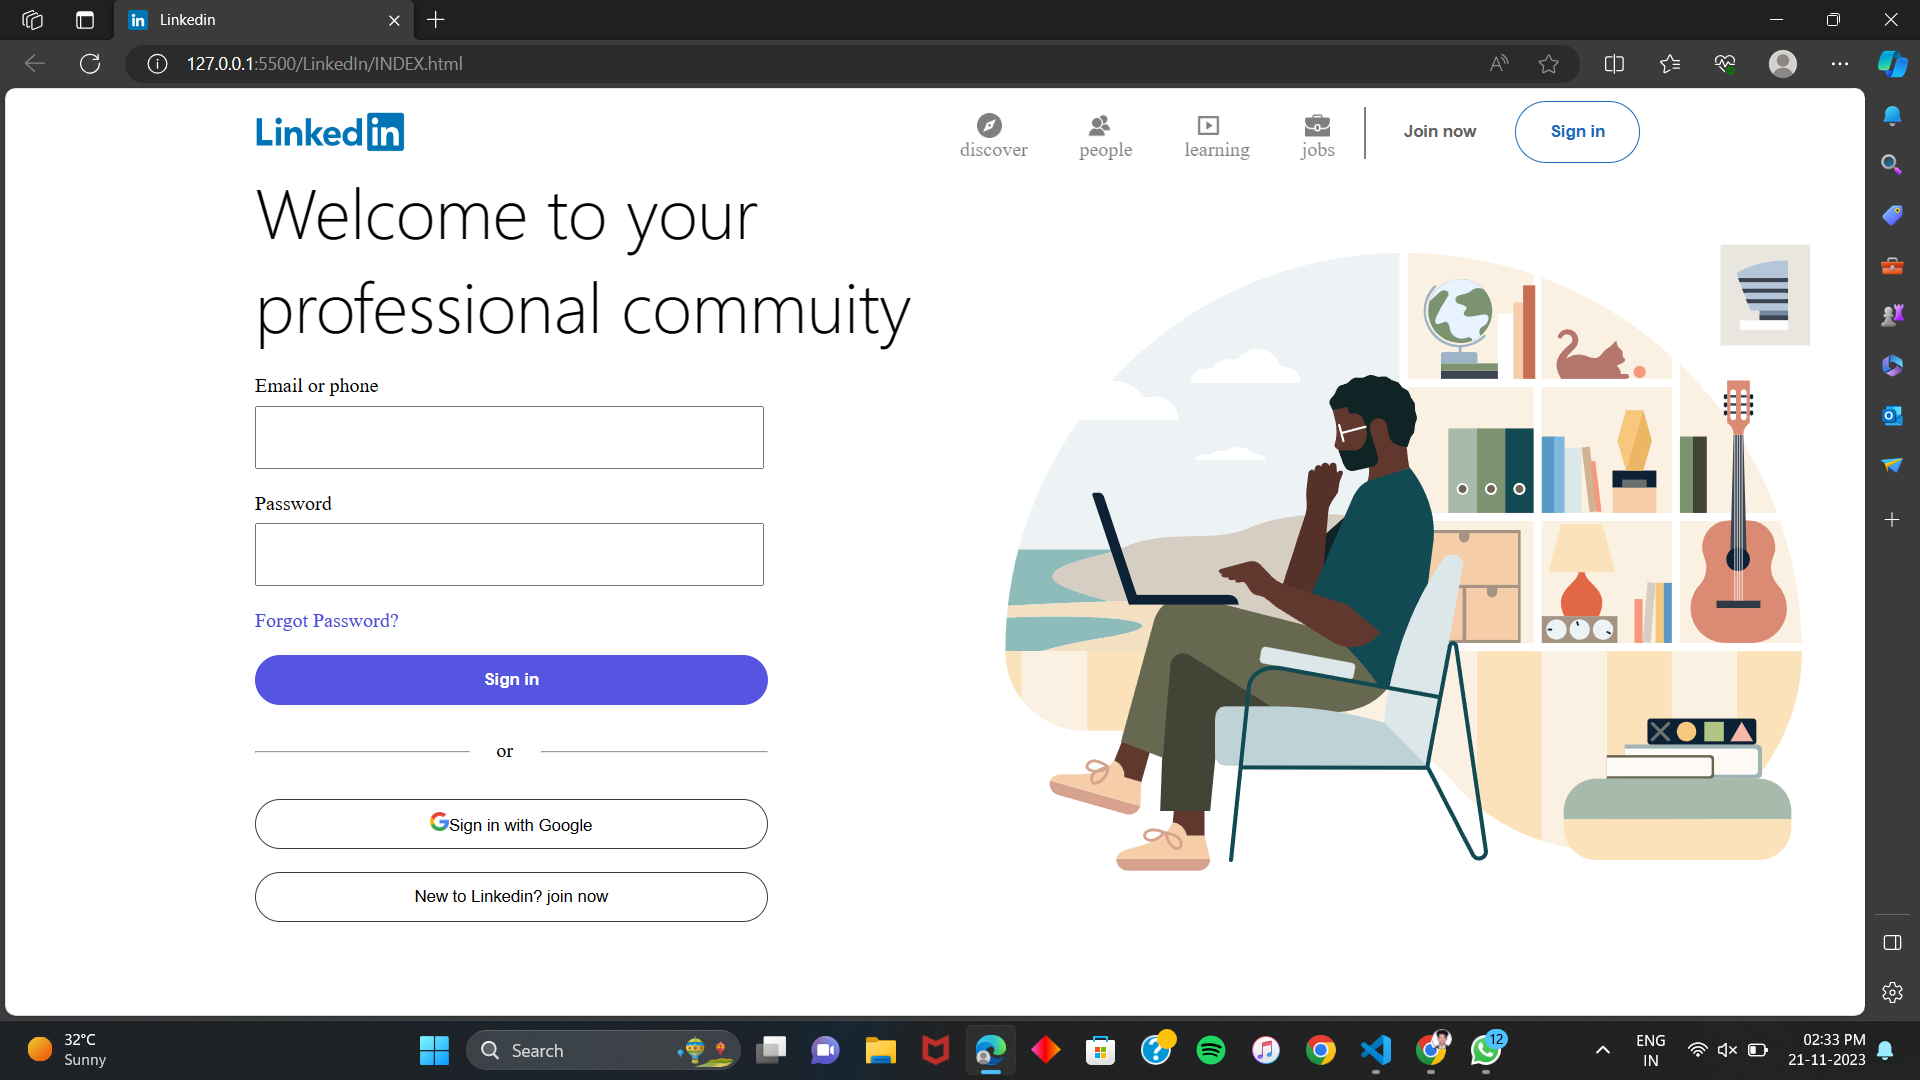 Linkedin
127.0.0.1:5500/LinkedIn/INDEX.html
Linked in
discover
people
learning
jobs
Join now
Sign in
Welcome to your
professional commuity
Email or phone
Password
Forgot Password?
Sign in
or
Sign in with Google
New to Linkedin? join now
32°C
Sunny
Search
12
ENG
IN
02:33 PM
21-11-2023